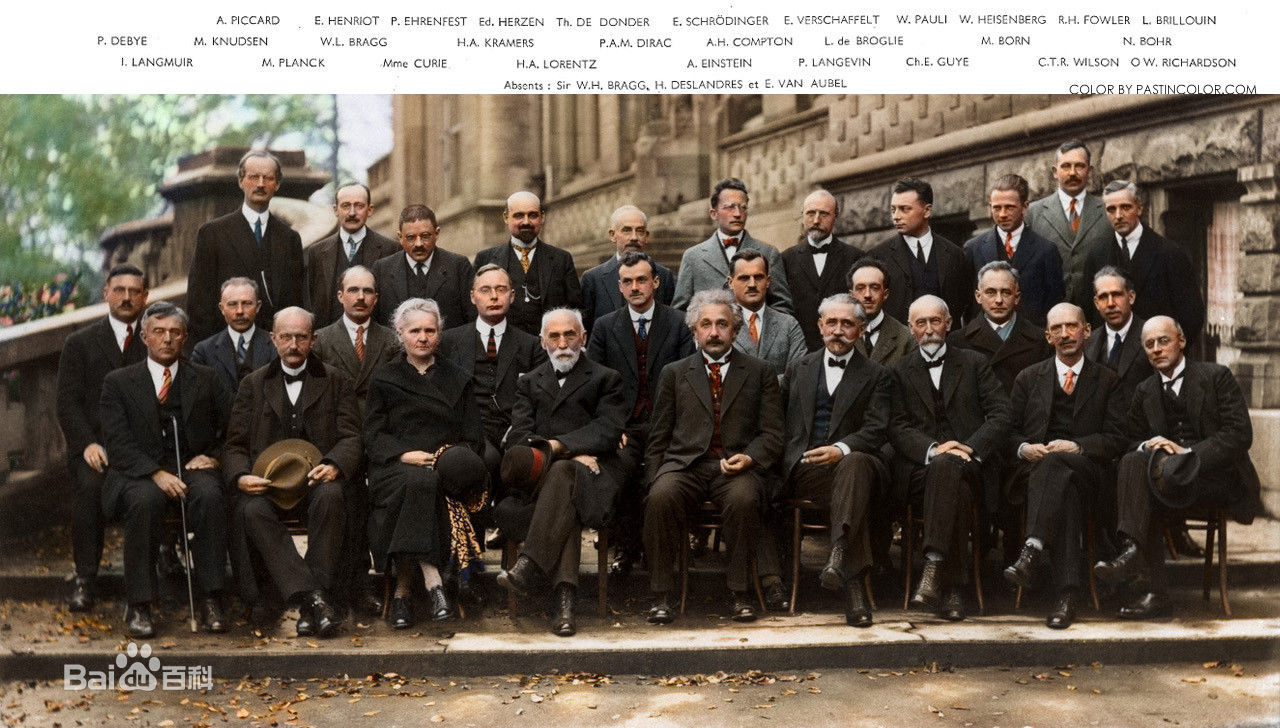 A. PICCARD E. HENRIOT P. EHRENFEST Ed. HERZEN Th. DE DONDER E. SCHRÖDINGER E. VERSCHAFFELT W. PAULI W. HEISENBERG R.H. FOWLER L. BRILLOUIN
P. DEBYE M. KNUDSEN W.L. BRAGG H.A. KRAMERS P.A.M. DIRAC A.H. COMPTON L. de BROGLIE M. BORN N. BOHR
I. LANGMUIR M. PLANCK Mme CURIE H.A. LORENTZ A. EINSTEIN P. LANGEVIN Ch.E. GUYE C.T.R. WILSON O W. RICHARDSON
Absents : Sir W.H. BRAGG, H. DESLANDRES et E. VAN AUBEL
COLOR BY PASTINCOLOR.COM
Bai百科